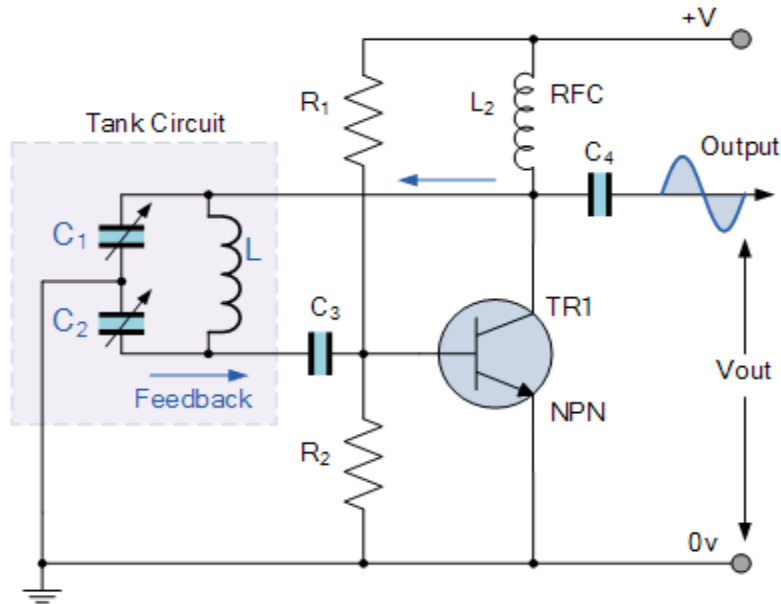 +V
R1
L2
RFC
Tank Circuit
C4
Output
C1
L
C3
C2
TR1
Vout
Feedback
NPN
R2
0v